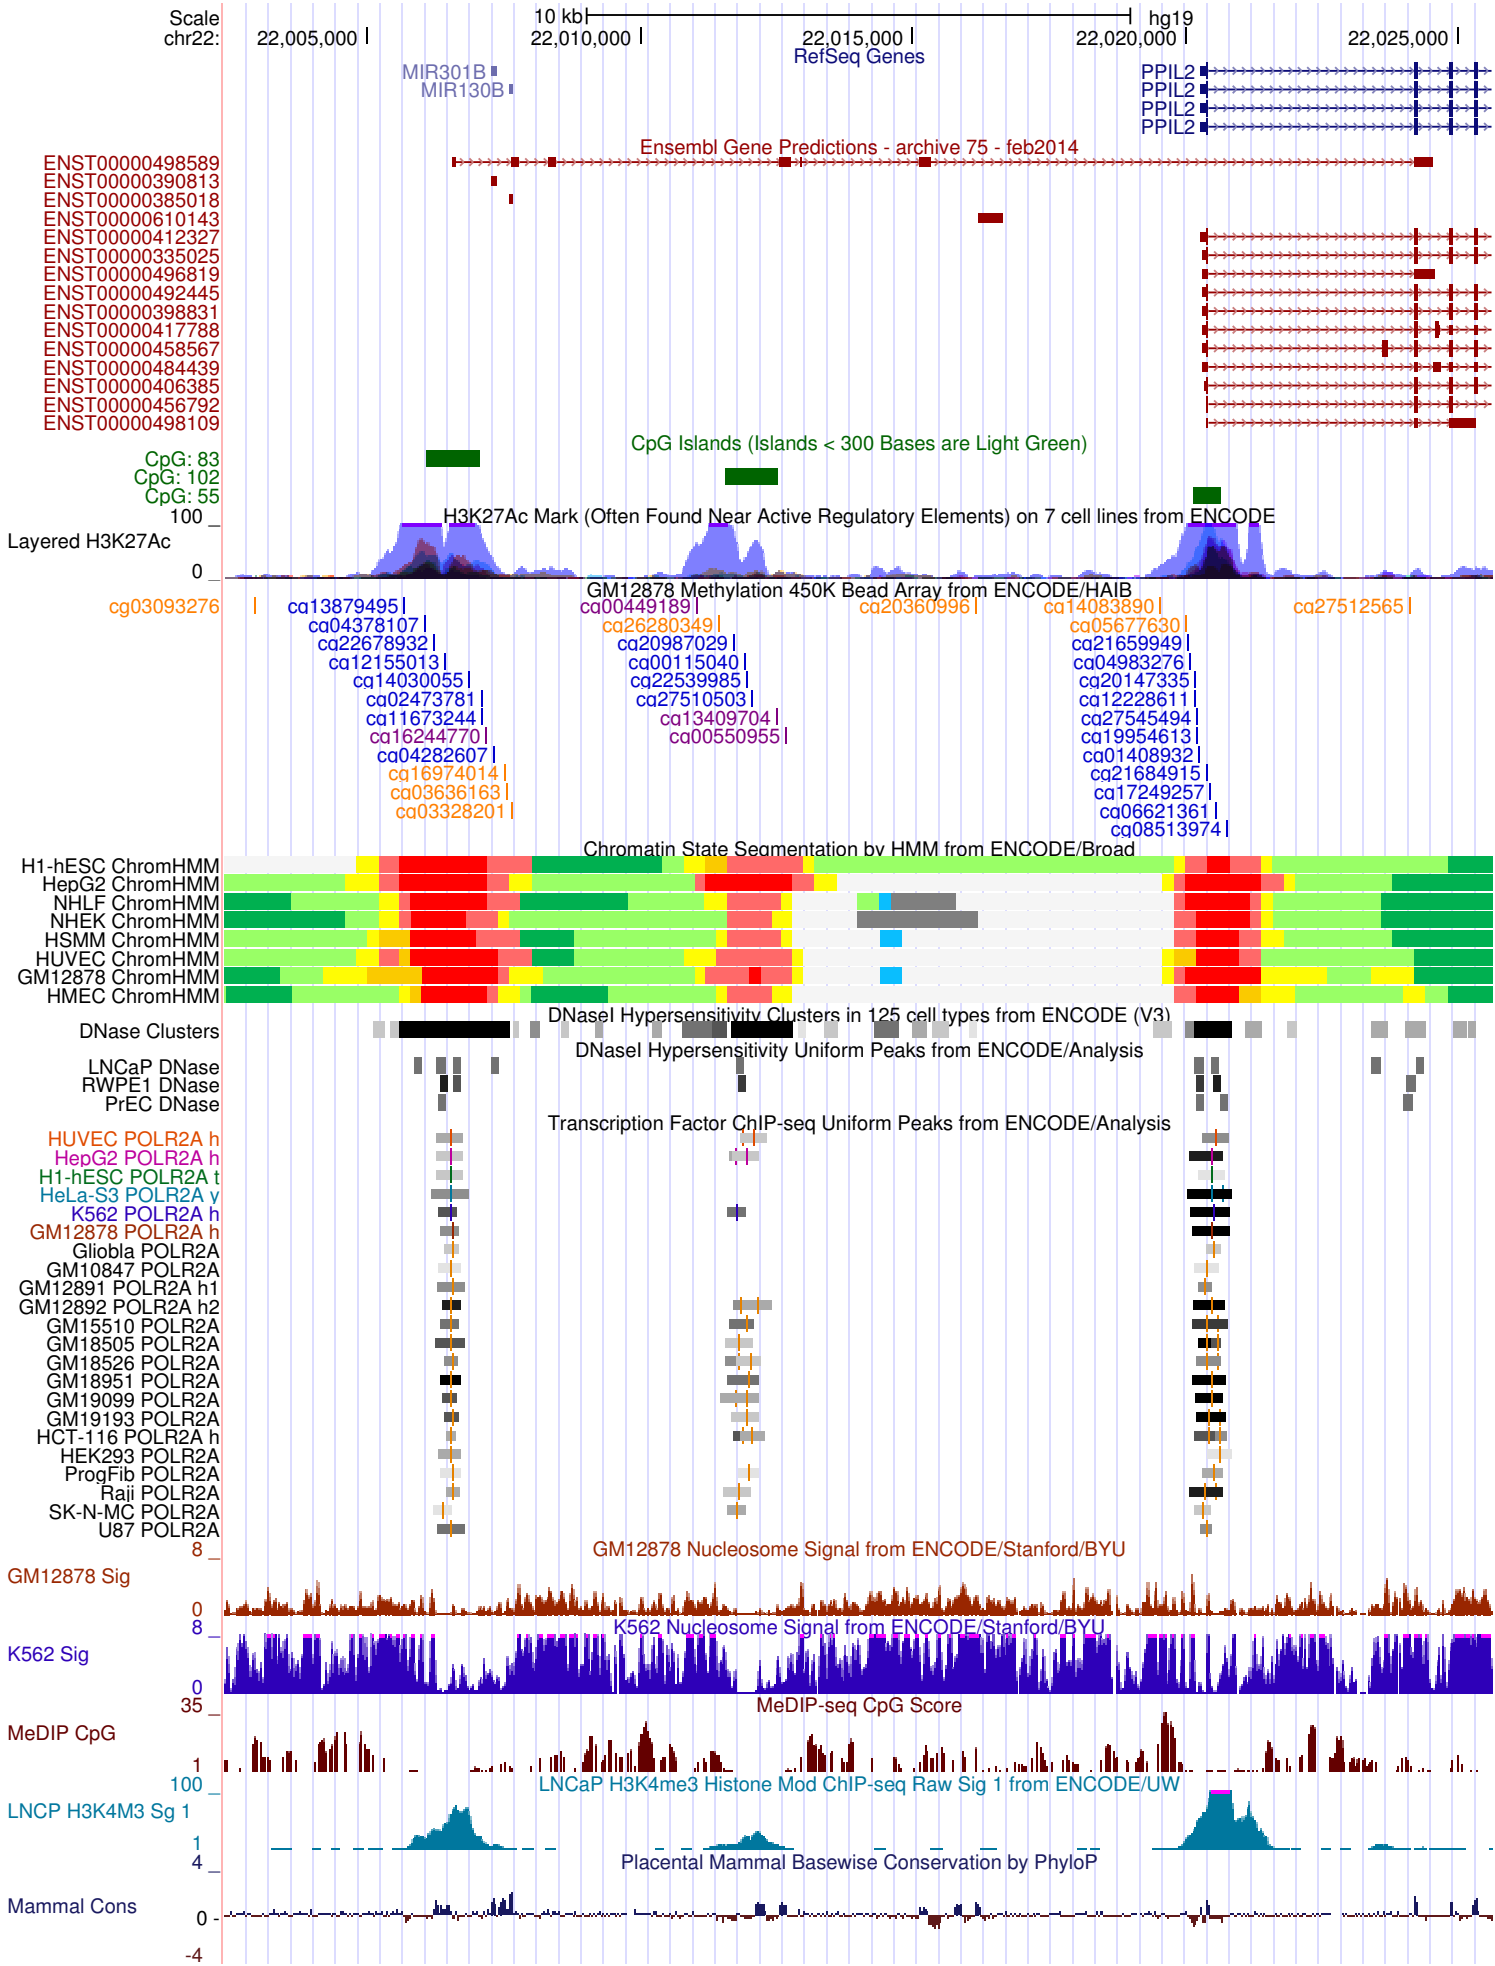 Scale 10 kb hg19
chr22: 22,005,000 22,010,000 22,015,000 22,020,000 22,025,000
RefSeq Genes
MIR301B PPIL2
MIR130B PPIL2
PPIL2
PPIL2
Ensembl Gene Predictions - archive 75 - feb2014
ENST00000498589
ENST00000390813
ENST00000385018
ENST00000610143
ENST00000412327
ENST00000335025
ENST00000496819
ENST00000492445
ENST00000398831
ENST00000417788
ENST00000458567
ENST00000484439
ENST00000406385
ENST00000456792
ENST00000498109
CpG Islands (Islands < 300 Bases are Light Green)
CpG: 83
CpG: 102
CpG: 55
H3K27Ac Mark (Often Found Near Active Regulatory Elements) on 7 cell lines from ENCODE
100 _
Layered H3K27Ac
0 _
GM12878 Methylation 450K Bead Array from ENCODE/HAIB
cg03093276 cg13879495 cg00449189 cg20360996 cg14083890 cg27512565
cg04378107 cg26280349 cg05677630
cg22678932 cg20987029 cg21659949
cg12155013 cg00115040 cg04983276
cg14030055 cg22539985 cg20147335
cg02473781 cg27510503 cg12228611
cg11673244 cg13409704 cg27545494
cg16244770 cg00550955 cg19954613
cg04282607 cg01408932
cg16974014 cg21684915
cg03636163 cg17249257
cg03328201 cg06621361
cg08513974
Chromatin State Segmentation by HMM from ENCODE/Broad
H1-hESC ChromHMM
HepG2 ChromHMM
NHLF ChromHMM
NHEK ChromHMM
HSMM ChromHMM
HUVEC ChromHMM
GM12878 ChromHMM
HMEC ChromHMM
DNaseI Hypersensitivity Clusters in 125 cell types from ENCODE (V3)
DNase Clusters
DNaseI Hypersensitivity Uniform Peaks from ENCODE/Analysis
LNCaP DNase
RWPE1 DNase
PrEC DNase
Transcription Factor ChIP-seq Uniform Peaks from ENCODE/Analysis
HUVEC POLR2A h
HepG2 POLR2A h
H1-hESC POLR2A t
HeLa-S3 POLR2A y
K562 POLR2A h
GM12878 POLR2A h
Gliobla POLR2A
GM10847 POLR2A
GM12891 POLR2A h1
GM12892 POLR2A h2
GM15510 POLR2A
GM18505 POLR2A
GM18526 POLR2A
GM18951 POLR2A
GM19099 POLR2A
GM19193 POLR2A
HCT-116 POLR2A h
HEK293 POLR2A
ProgFib POLR2A
Raji POLR2A
SK-N-MC POLR2A
U87 POLR2A
GM12878 Nucleosome Signal from ENCODE/Stanford/BYU
8 _
GM12878 Sig
0 _
K562 Nucleosome Signal from ENCODE/Stanford/BYU
8 _
K562 Sig
0 _
MeDIP-seq CpG Score
35 _
MeDIP CpG
1 _
LNCaP H3K4me3 Histone Mod ChIP-seq Raw Sig 1 from ENCODE/UW
100 _
LNCP H3K4M3 Sg 1
1 _
Placental Mammal Basewise Conservation by PhyloP
4 _
Mammal Cons
0 -
-4